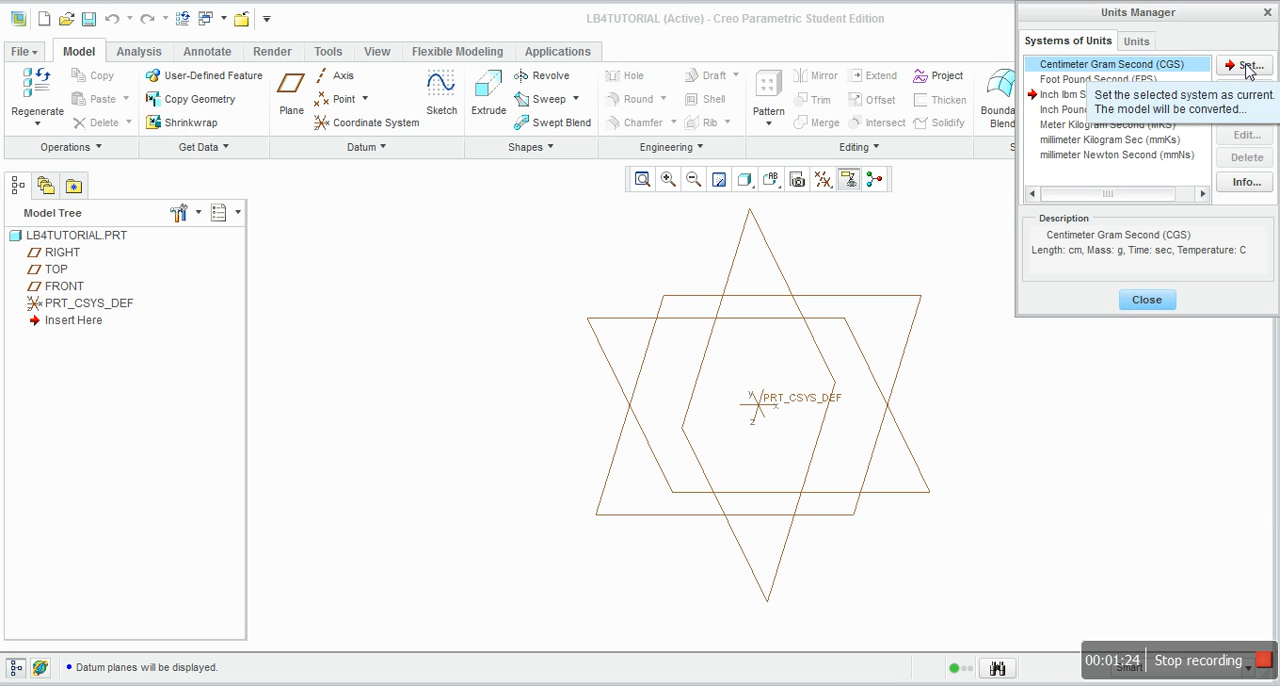 LB4TUTORIAL (Active) - Creo Parametric Student Edition
File Model Analysis Annotate Render Tools View Flexible Modeling Applications
Regenerate
Copy
Paste
Delete
Operations
User-Defined Feature
Copy Geometry
Shrinkwrap
Get Data
Plane
Axis
Point
Coordinate System
Datum
Sketch
Extrude
Revolve
Sweep
Swept Blend
Shapes
Hole
Round
Chamfer
Draft
Shell
Rib
Engineering
Pattern
Mirror
Trim
Merge
Extend
Offset
Intersect
Project
Thicken
Solidify
Editing
Bounda
Blend
Units Manager
Systems of Units Units
Centimeter Gram Second (CGS)
Foot Pound Second (FPS)
Inch lbm S
Inch Poun
Meter Kilogram Second (MKS)
millimeter Kilogram Sec (mmKs)
millimeter Newton Second (mmNs)
Set...
Set the selected system as current.
The model will be converted...
Edit...
Delete
Info...
Description
Centimeter Gram Second (CGS)
Length: cm, Mass: g, Time: sec, Temperature: C
Close
Model Tree
LB4TUTORIAL.PRT
RIGHT
TOP
FRONT
PRT_CSYS_DEF
Insert Here
Y
PRT_CSYS_DEF
X
Z
Datum planes will be displayed.
00:01:24 Stop recording
Smart